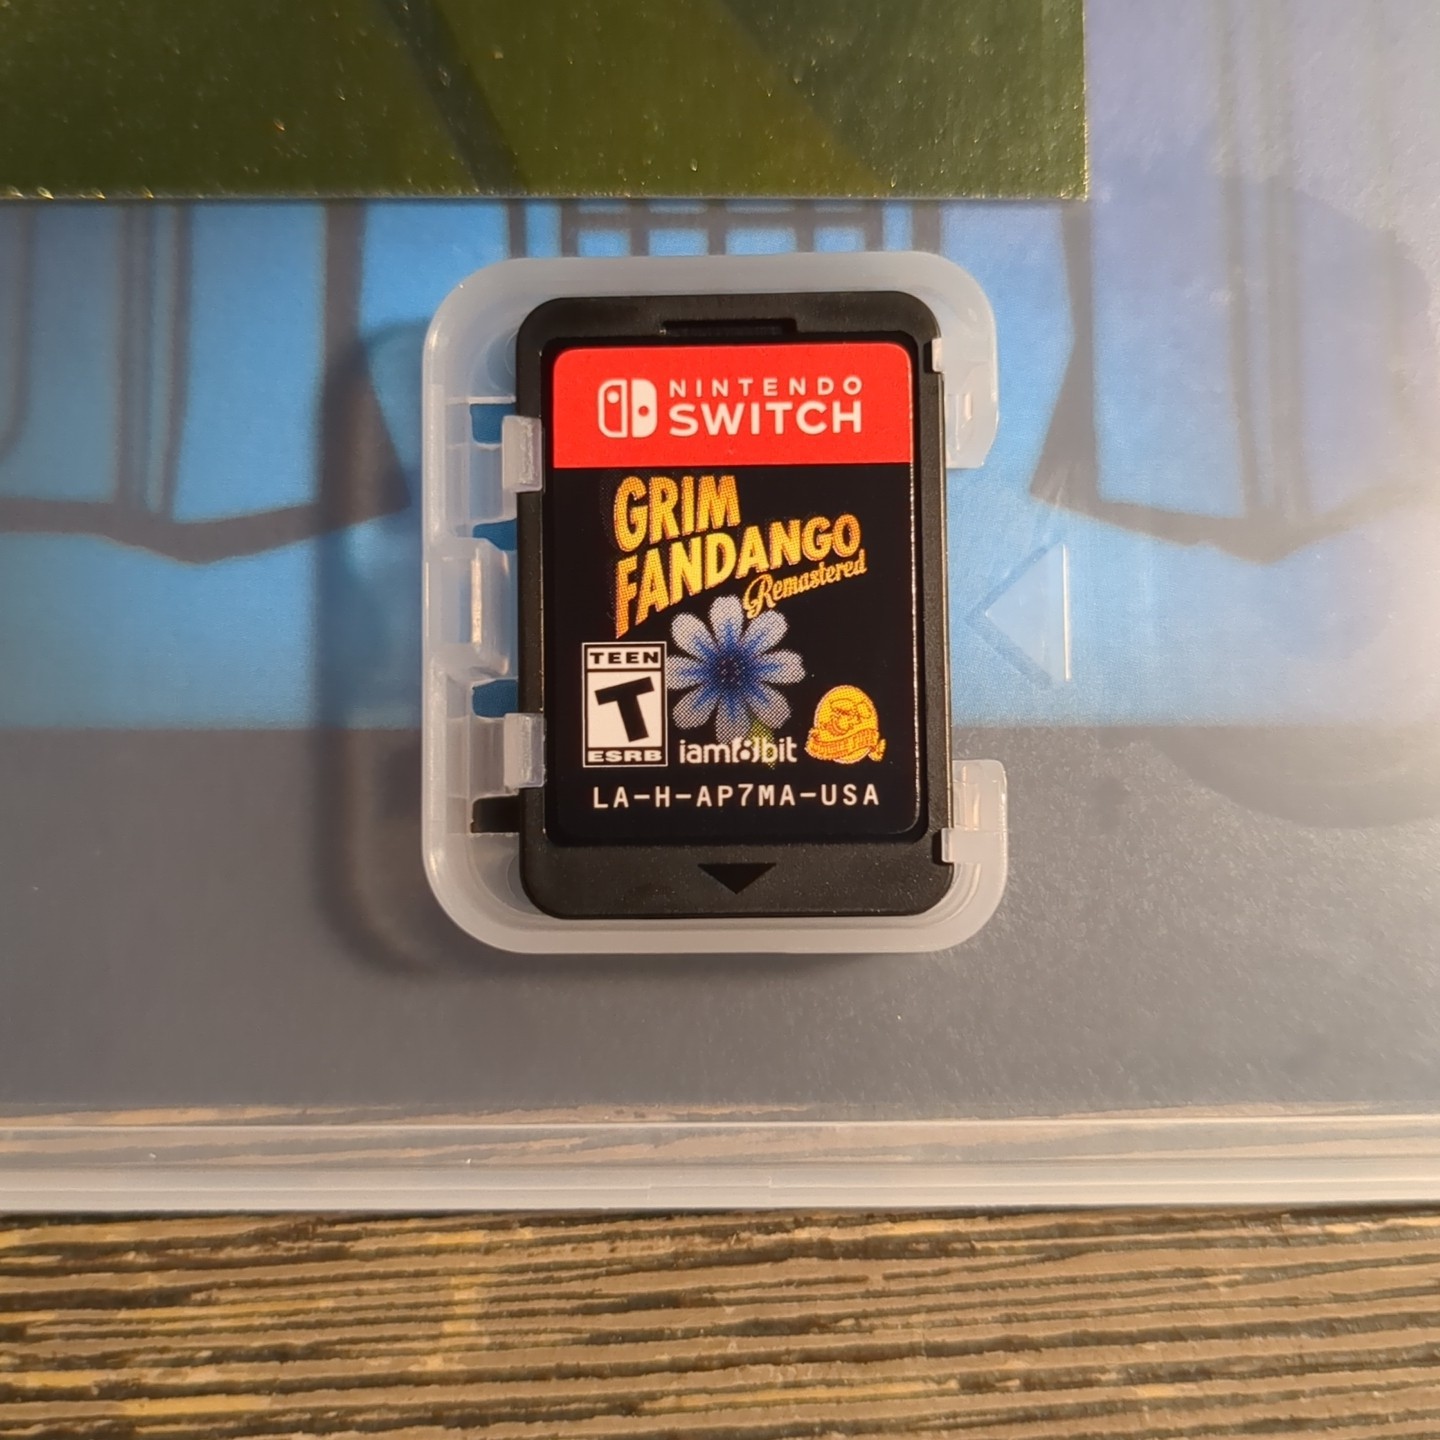 NINTENDO
SWITCH
GRIM
FANDANGO
Remastered
TEEN
T
ESRB
iam8bit
LA-H-AP7MA-USA